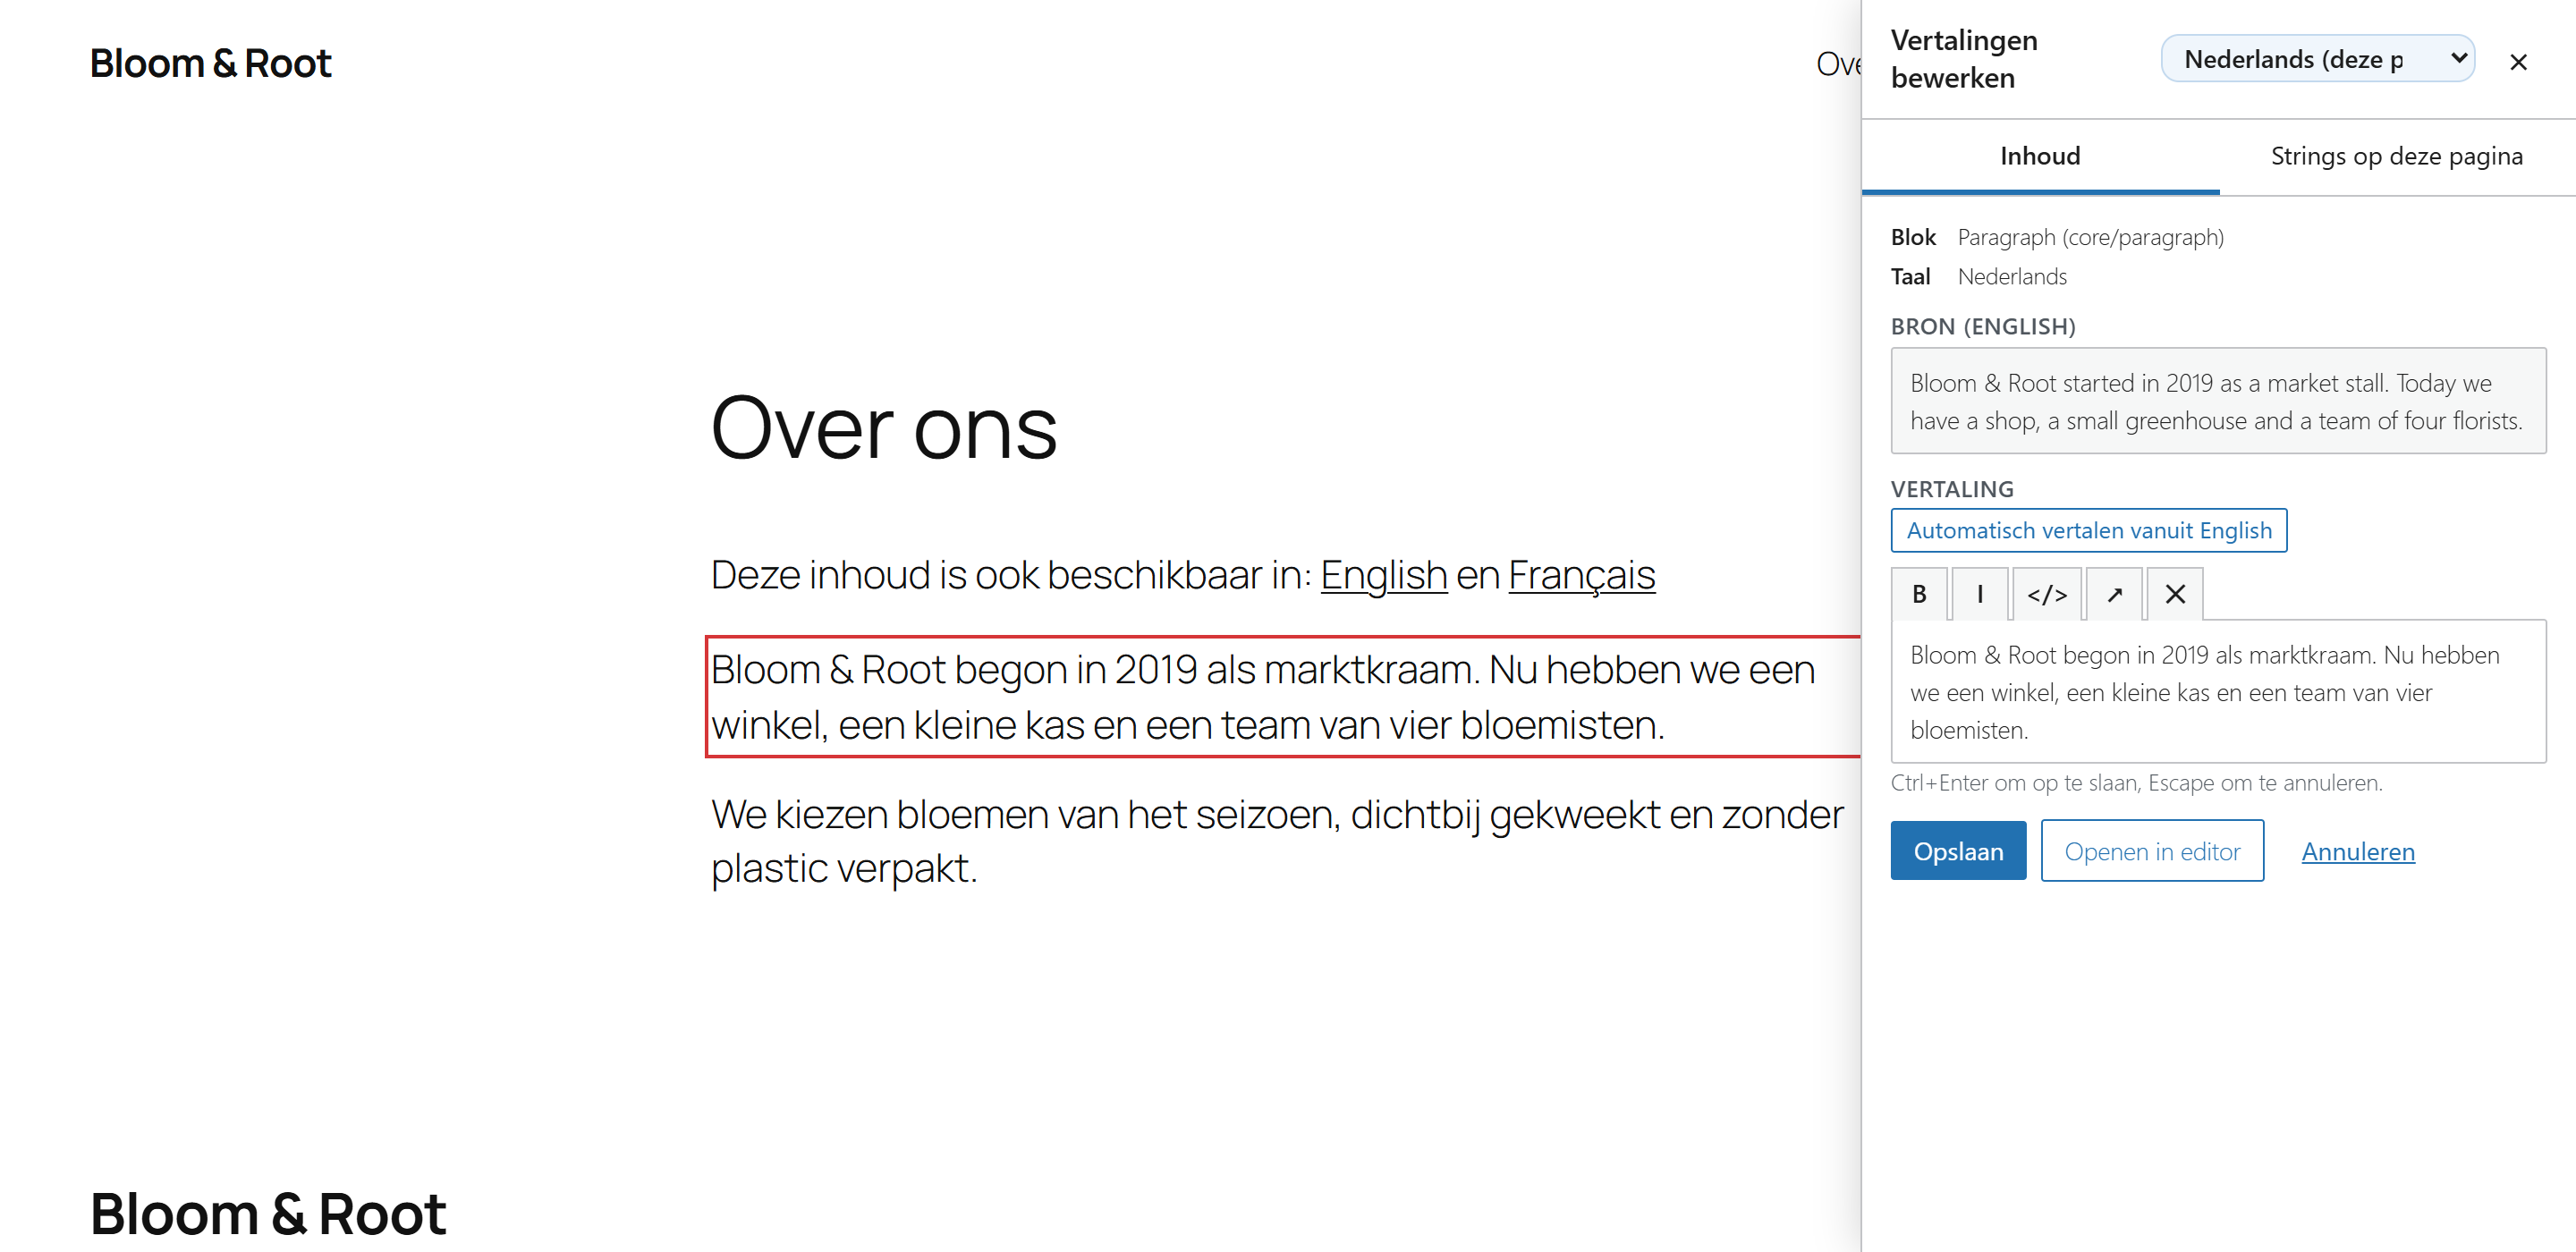 Bloom & Root
Over ons
Deze inhoud is ook beschikbaar in: English en Français
Bloom & Root begon in 2019 als marktkraam. Nu hebben we een
winkel, een kleine kas en een team van vier bloemisten.
We kiezen bloemen van het seizoen, dichtbij gekweekt en zonder
plastic verpakt.
Bloom & Root
Vertalingen
bewerken
Nederlands (deze p
Inhoud
Strings op deze pagina
Blok Paragraph (core/paragraph)
Taal Nederlands
BRON (ENGLISH)
Bloom & Root started in 2019 as a market stall. Today we
have a shop, a small greenhouse and a team of four florists.
VERTALING
Automatisch vertalen vanuit English
B I </>
Bloom & Root begon in 2019 als marktkraam. Nu hebben
we een winkel, een kleine kas en een team van vier
bloemisten.
Ctrl+Enter om op te slaan, Escape om te annuleren.
Opslaan
Openen in editor
Annuleren